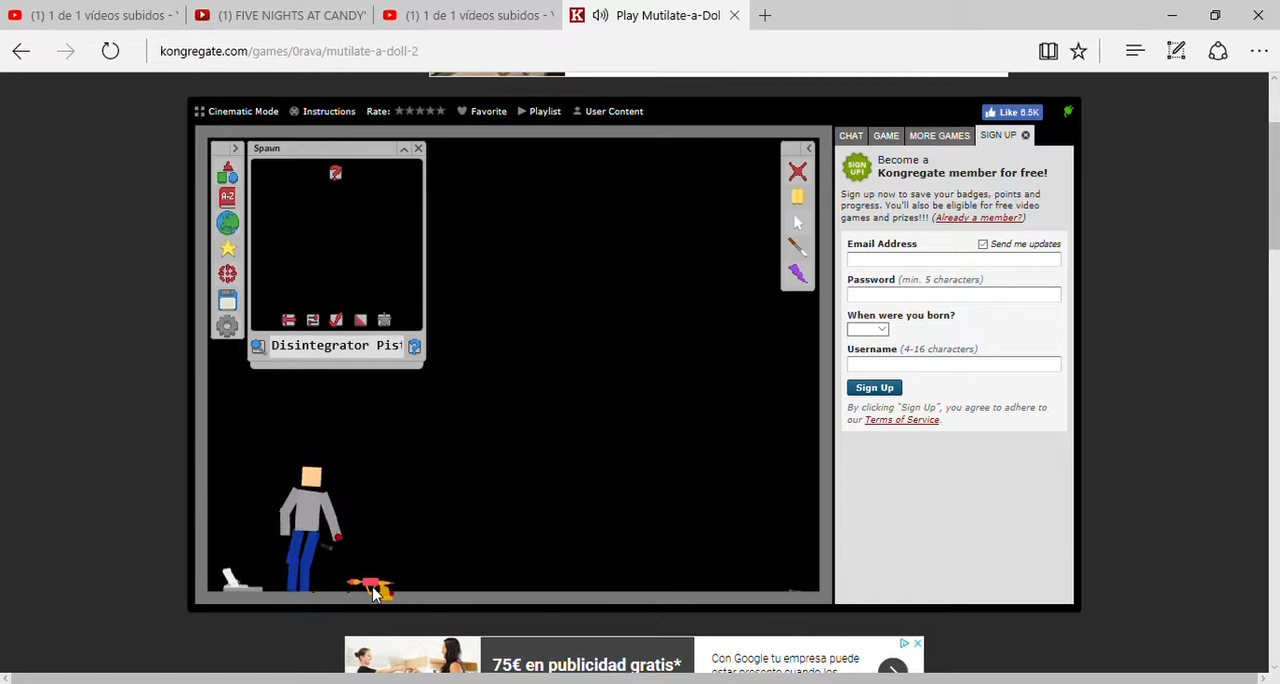 (1) 1 de 1 vídeos subidos -
(1) FIVE NIGHTS AT CANDY'
(1) 1 de 1 vídeos subidos -
Play Mutilate-a-Dol
kongregate.com/games/0rava/mutilate-a-doll-2
Cinematic Mode Instructions Rate: Favorite Playlist User Content
Like 6.5K
CHAT GAME MORE GAMES SIGN UP
Spawn
A-Z
Disintegrator Pist
SIGN UP!
Become a
Kongregate member for free!
Sign up now to save your badges, points and
progress. You'll also be eligible for free video
games and prizes!!! (Already a member?)
Email Address Send me updates
Password (min. 5 characters)
When were you born?
Username (4-16 characters)
Sign Up
By clicking "Sign Up", you agree to adhere to
our Terms of Service.
75€ en publicidad gratis*
Con Google tu empresa puede